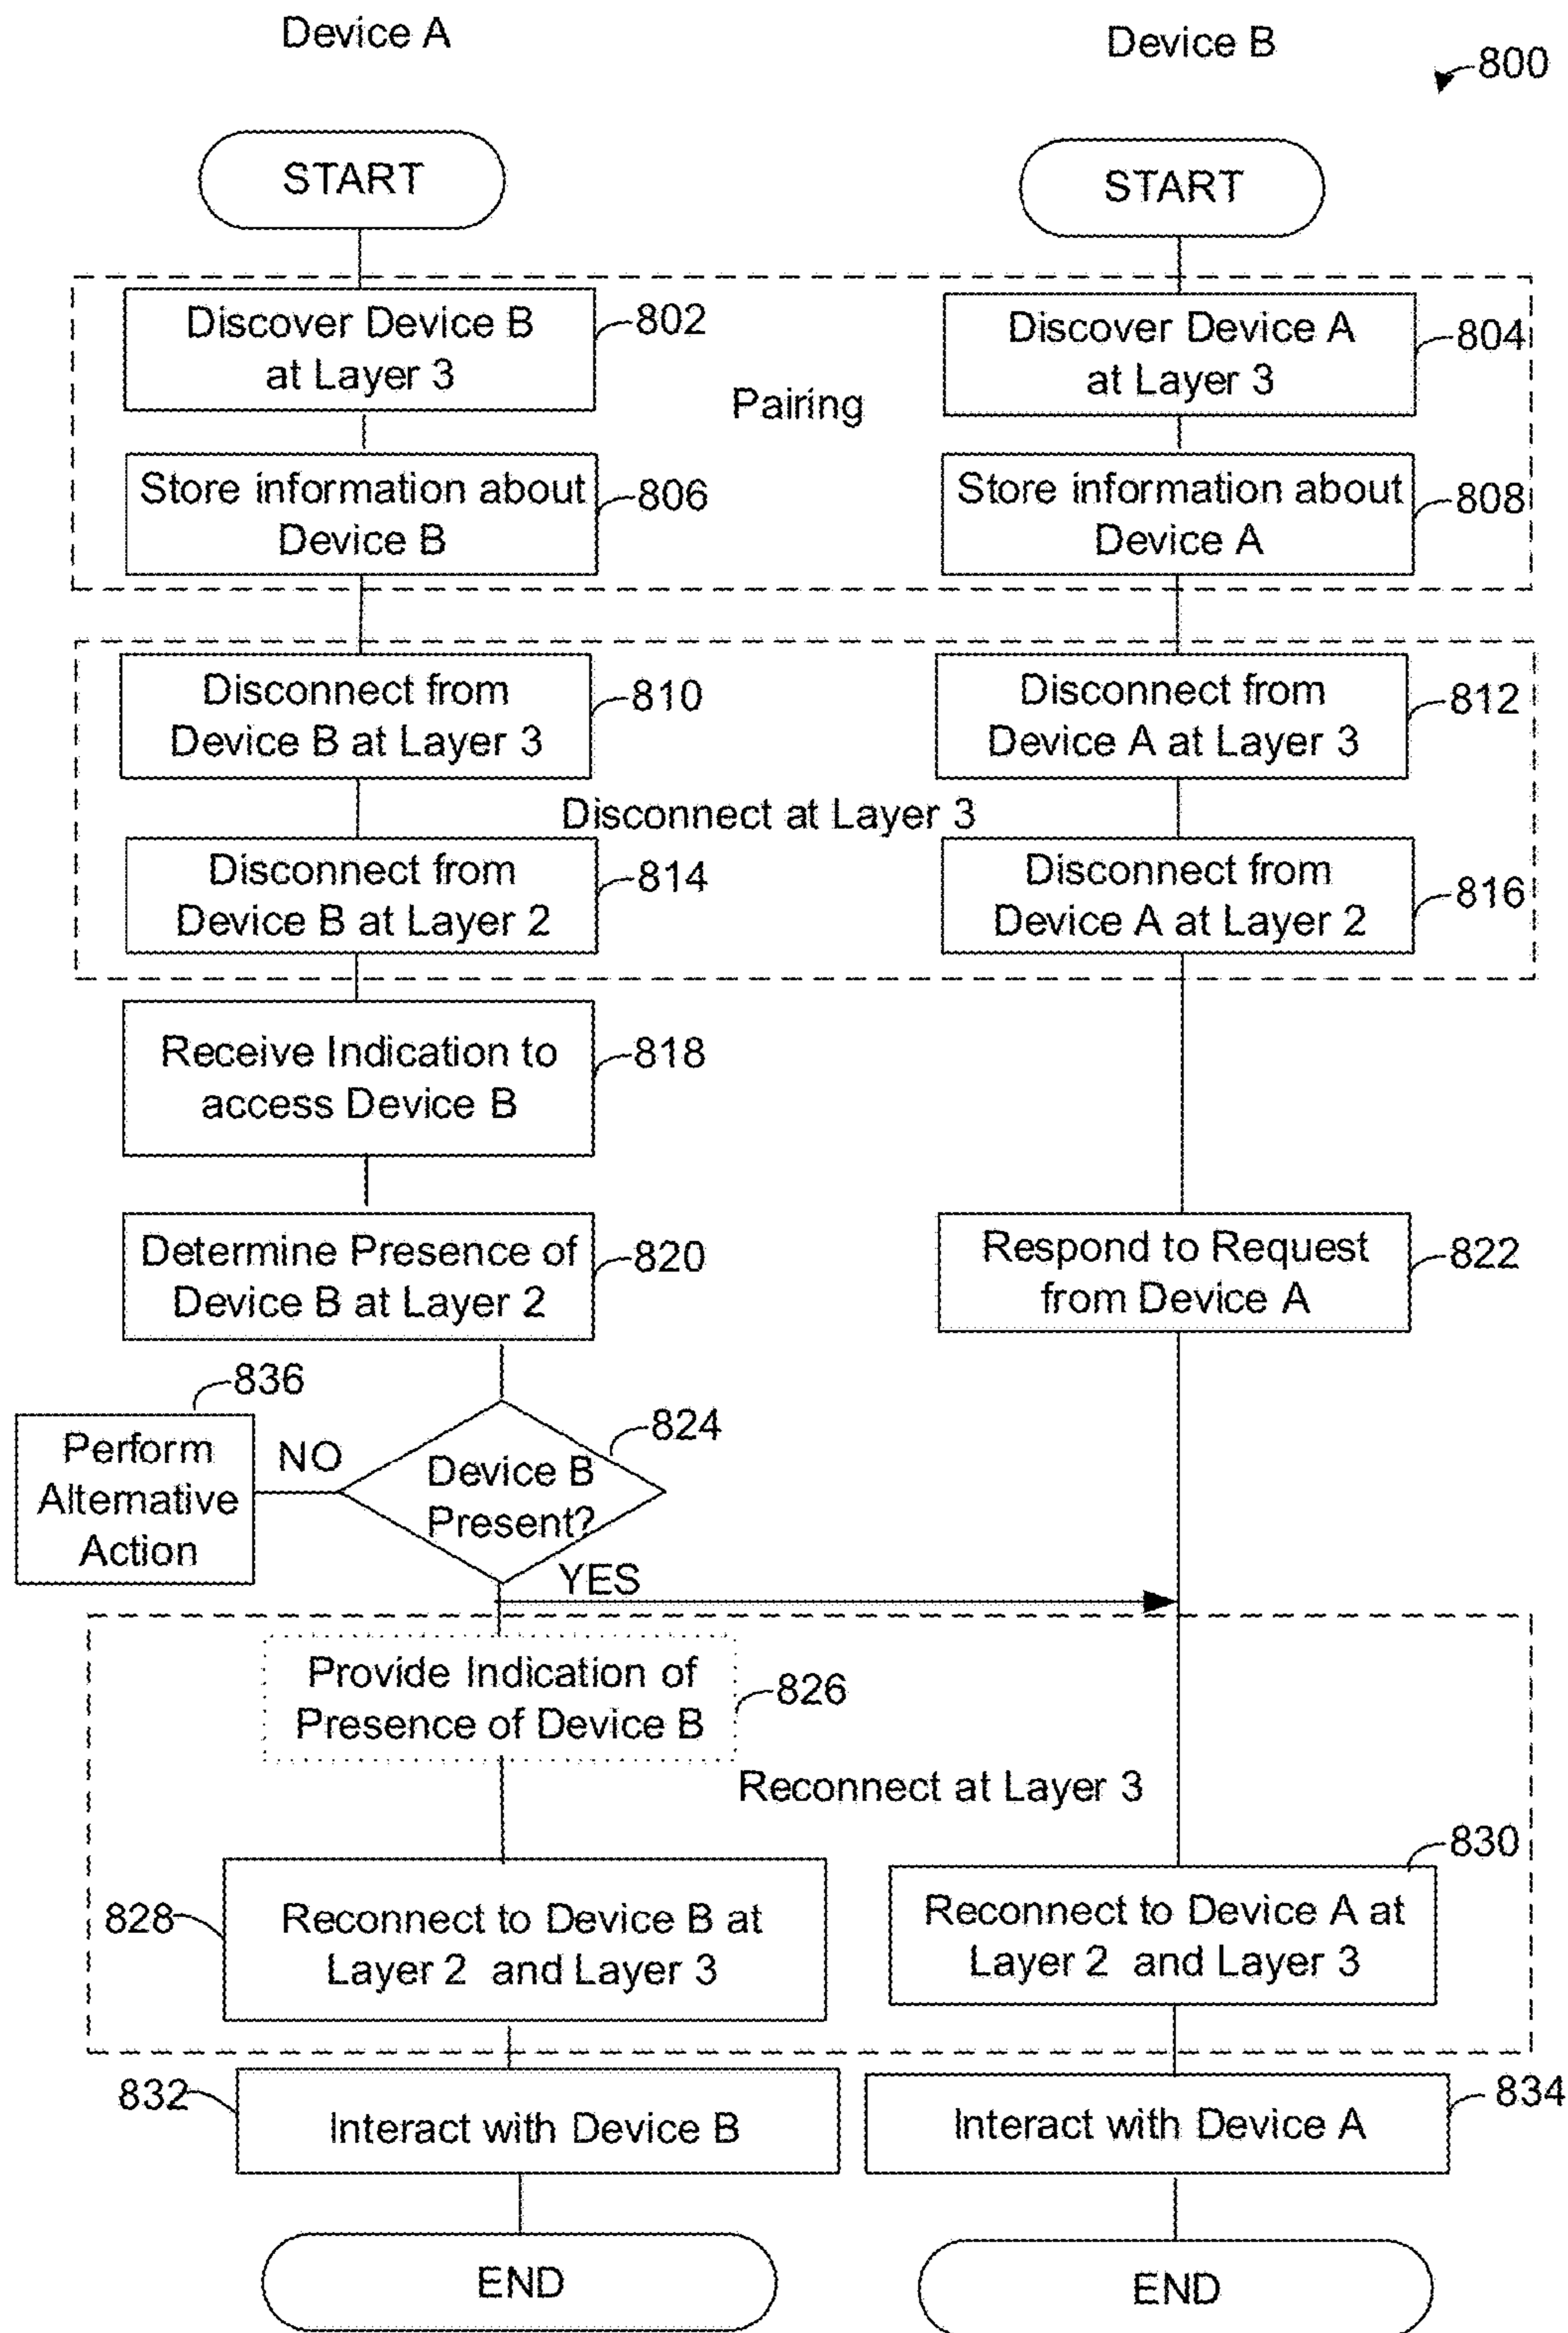 Device A
Device B
800
START
START
Discover Device B
at Layer 3
802
Discover Device A
at Layer 3
804
Pairing
Store information about
Device B
806
Store information about
Device A
808
Disconnect from
Device B at Layer 3
810
Disconnect from
Device A at Layer 3
812
Disconnect at Layer 3
Disconnect from
Device B at Layer 2
814
Disconnect from
Device A at Layer 2
816
Receive Indication to
access Device B
818
Determine Presence of
Device B at Layer 2
820
Respond to Request
from Device A
822
836
Perform
Alternative
Action
NO
Device B
Present?
824
YES
Provide Indication of
Presence of Device B
826
Reconnect at Layer 3
828
Reconnect to Device B at
Layer 2 and Layer 3
830
Reconnect to Device A at
Layer 2 and Layer 3
832
Interact with Device B
Interact with Device A
834
END
END